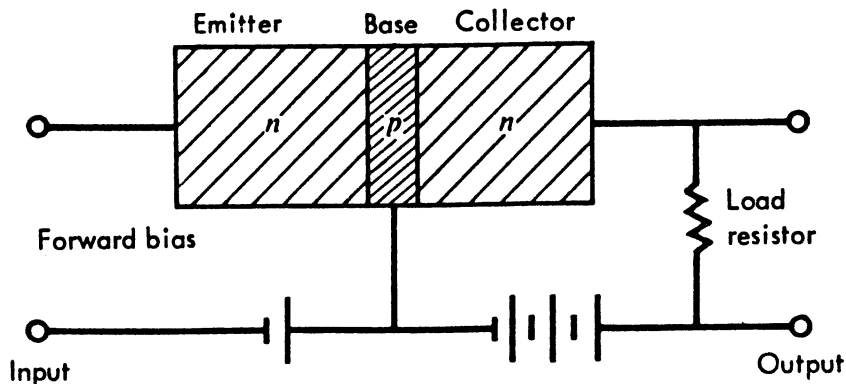 Emitter Base Collector
n p n
Forward bias
Load
resistor
Input
Output